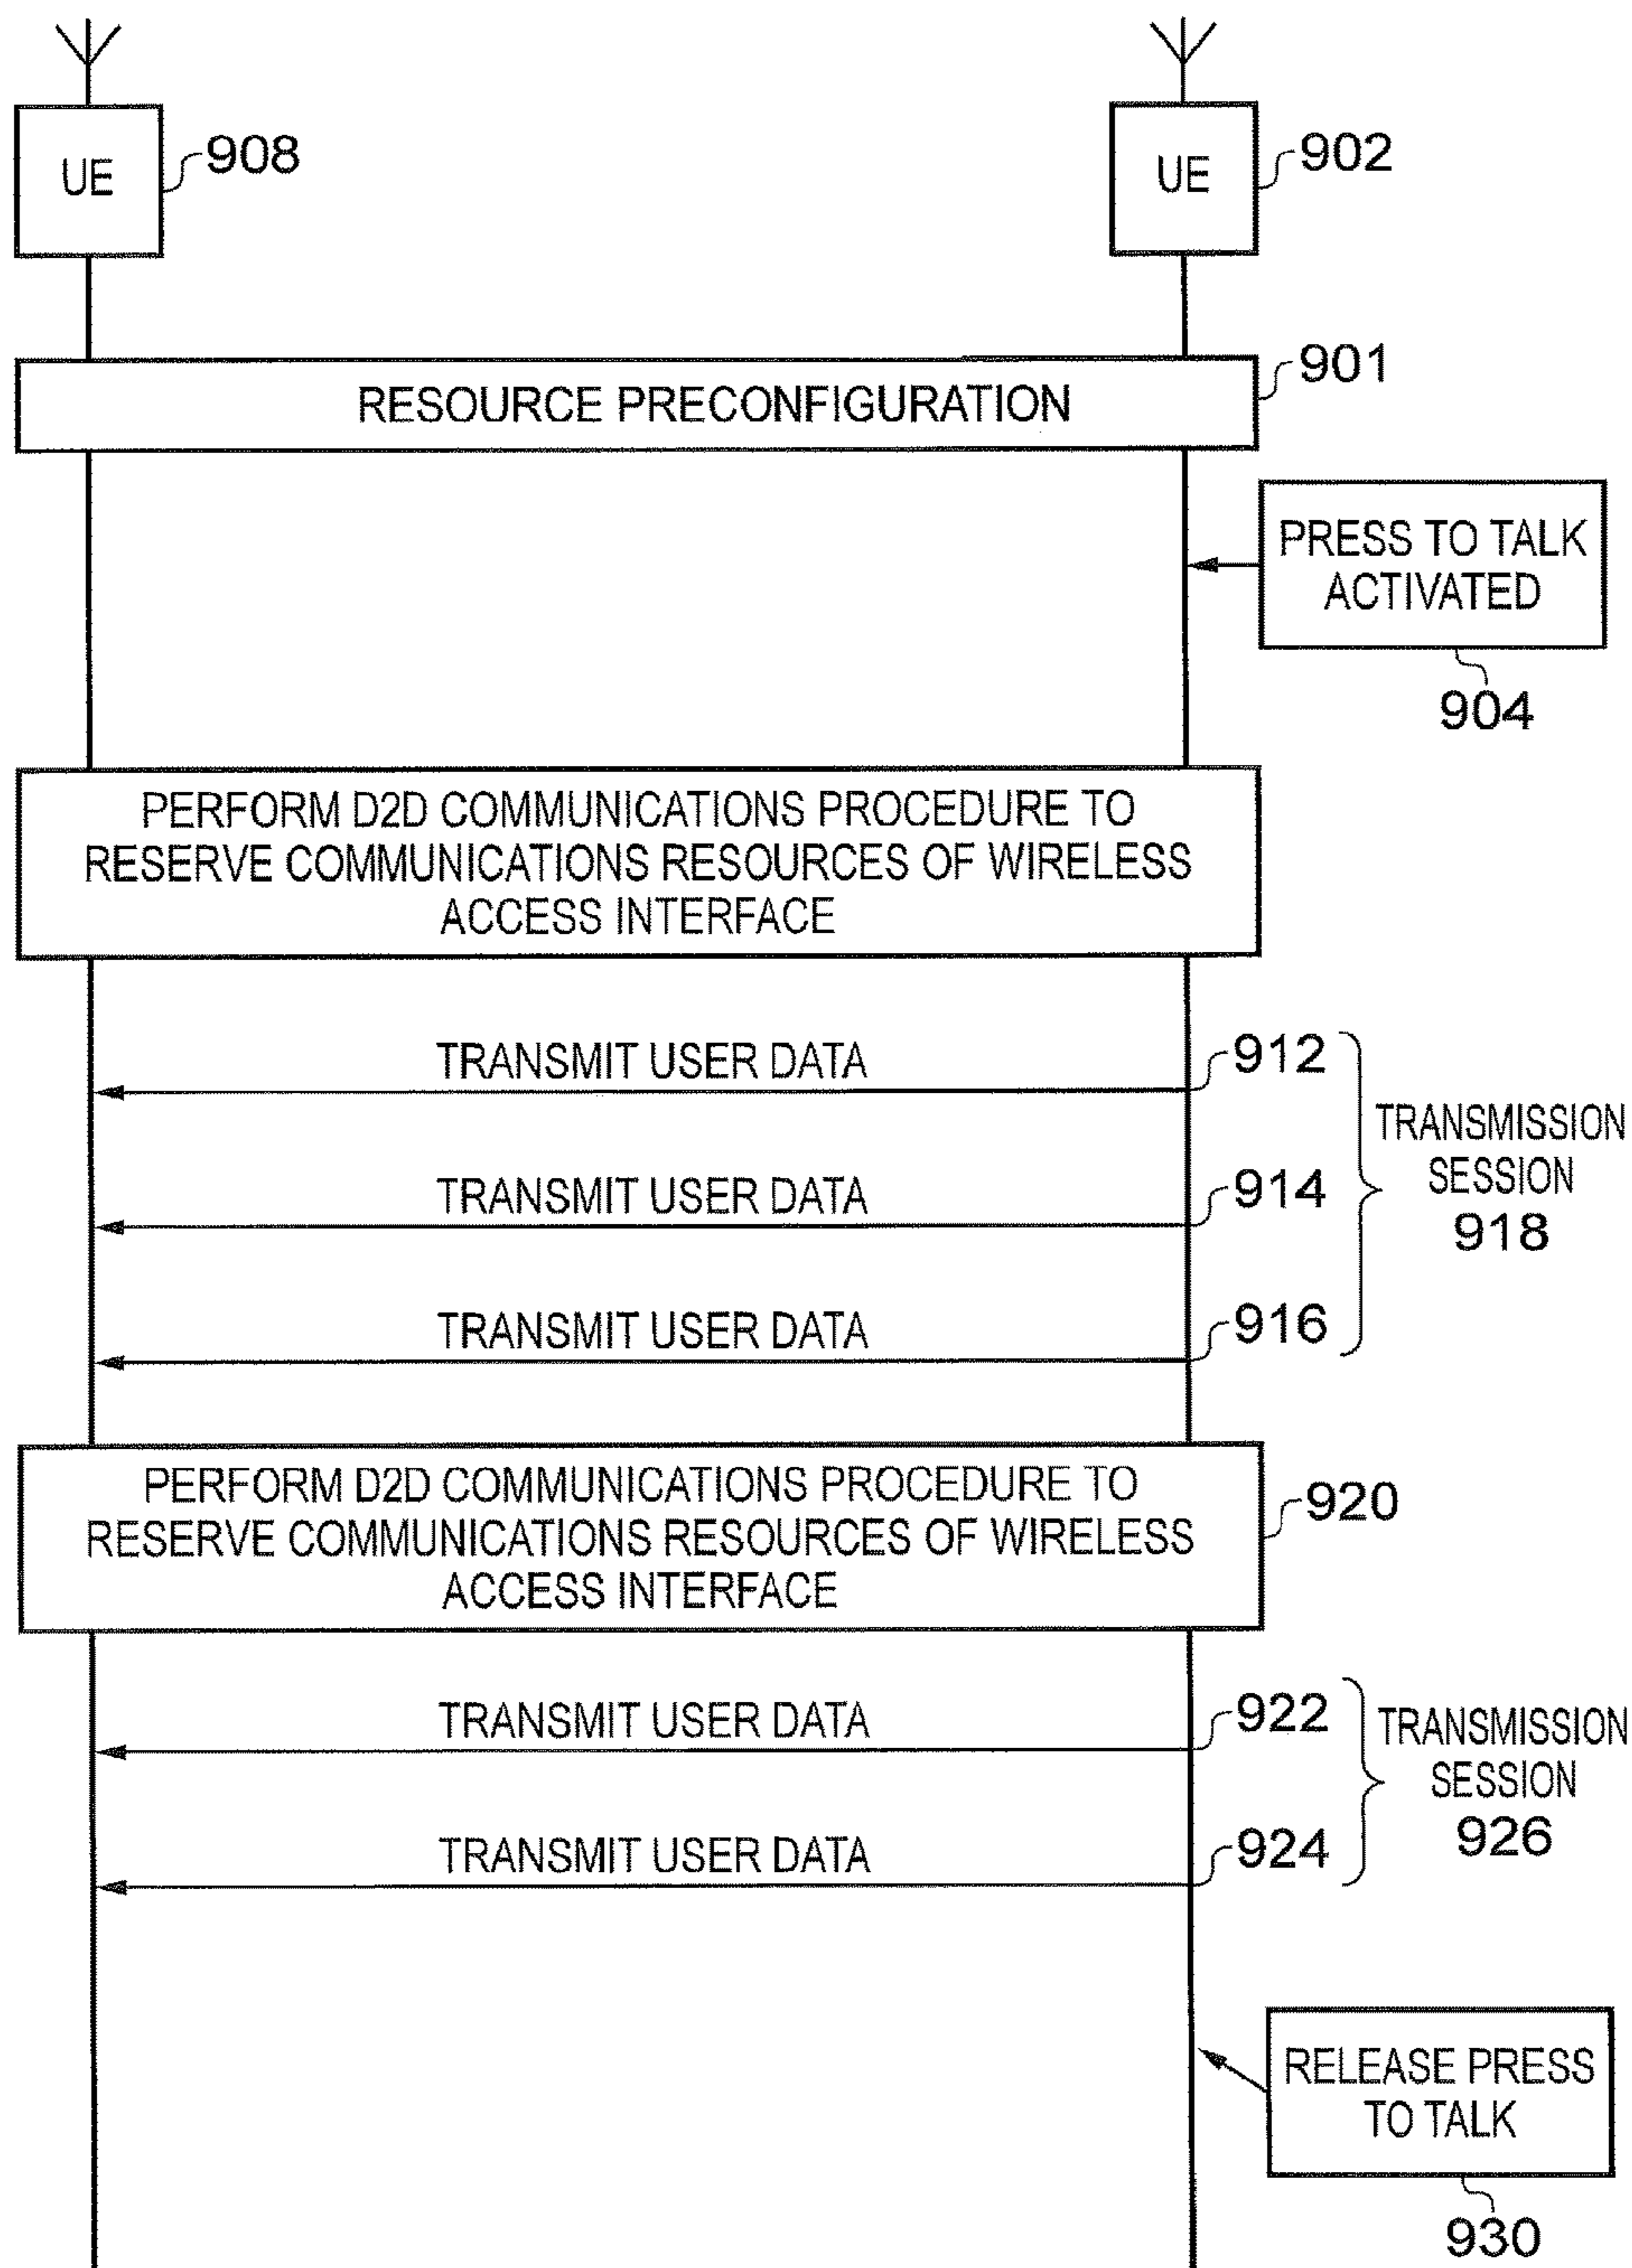 UE
908
UE
902
RESOURCE PRECONFIGURATION
901
PRESS TO TALK
ACTIVATED
904
PERFORM D2D COMMUNICATIONS PROCEDURE TO
RESERVE COMMUNICATIONS RESOURCES OF WIRELESS
ACCESS INTERFACE
TRANSMIT USER DATA
912
TRANSMIT USER DATA
914
TRANSMIT USER DATA
916
TRANSMISSION
SESSION
918
PERFORM D2D COMMUNICATIONS PROCEDURE TO
RESERVE COMMUNICATIONS RESOURCES OF WIRELESS
ACCESS INTERFACE
920
TRANSMIT USER DATA
922
TRANSMIT USER DATA
924
TRANSMISSION
SESSION
926
RELEASE PRESS
TO TALK
930